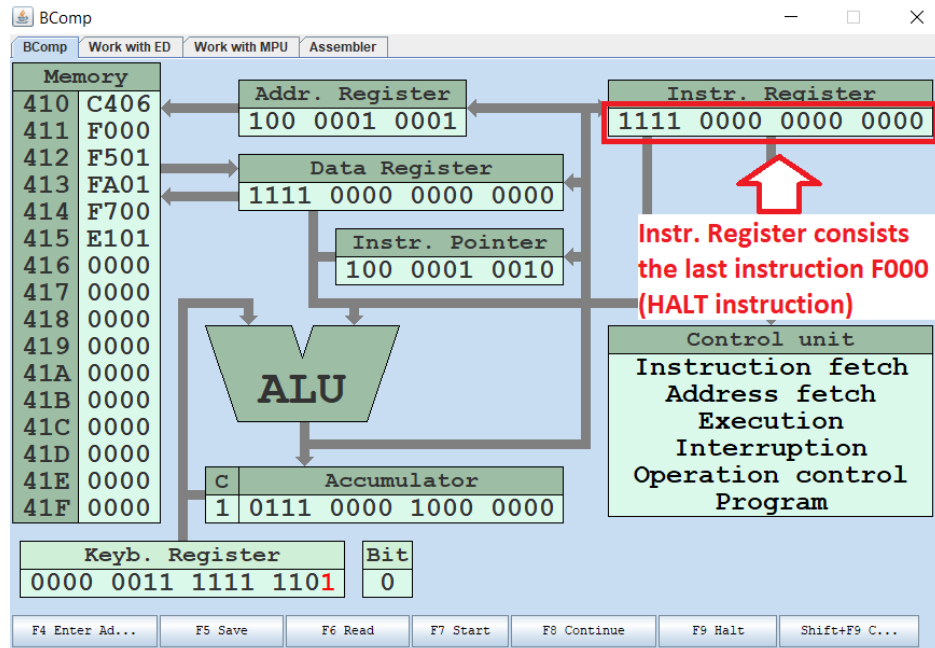 BComp
BComp Work with ED Work with MPU Assembler
Memory
410 C406
411 F000
412 F501
413 FA01
414 F700
415 E101
416 0000
417 0000
418 0000
419 0000
41A 0000
41B 0000
41C 0000
41D 0000
41E 0000
41F 0000
Addr. Register
100 0001 0001
Instr. Register
1111 0000 0000 0000
Data Register
1111 0000 0000 0000
Instr. Pointer
100 0001 0010
Instr. Register consists
the last instruction F000
(HALT instruction)
ALU
Control unit
Instruction fetch
Address fetch
Execution
Interruption
Operation control
Program
C Accumulator
1 0111 0000 1000 0000
Keyb. Register
0000 0011 1111 1101
Bit
0
F4 Enter Ad... F5 Save F6 Read F7 Start F8 Continue F9 Halt Shift+F9 C...